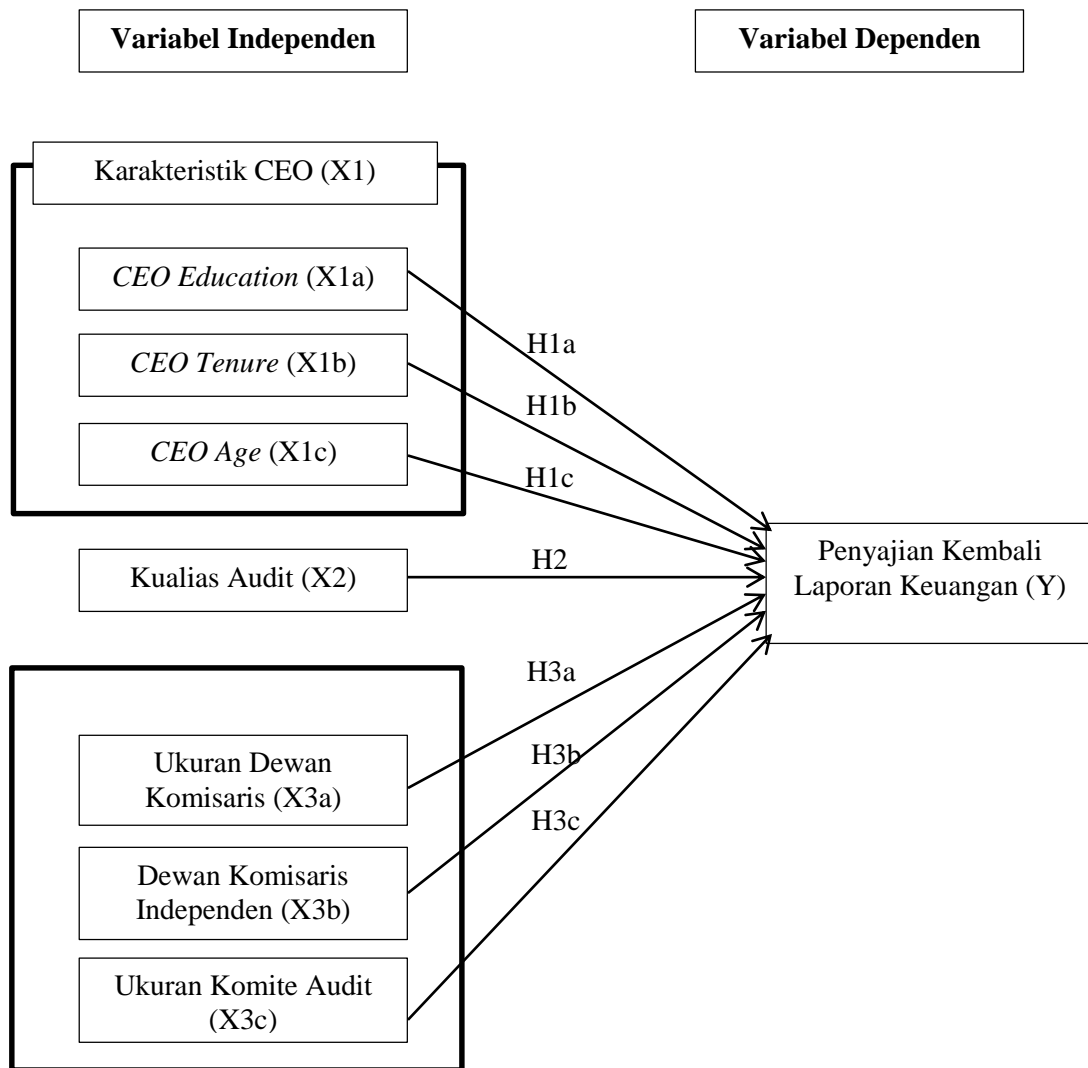 Variabel Independen
Variabel Dependen
Karakteristik CEO (X1)
CEO Education (X1a)
CEO Tenure (X1b)
CEO Age (X1c)
H1a
H1b
H1c
Kualias Audit (X2)
H2
Penyajian Kembali
Laporan Keuangan (Y)
H3a
H3b
H3c
Ukuran Dewan
Komisaris (X3a)
Dewan Komisaris
Independen (X3b)
Ukuran Komite Audit
(X3c)